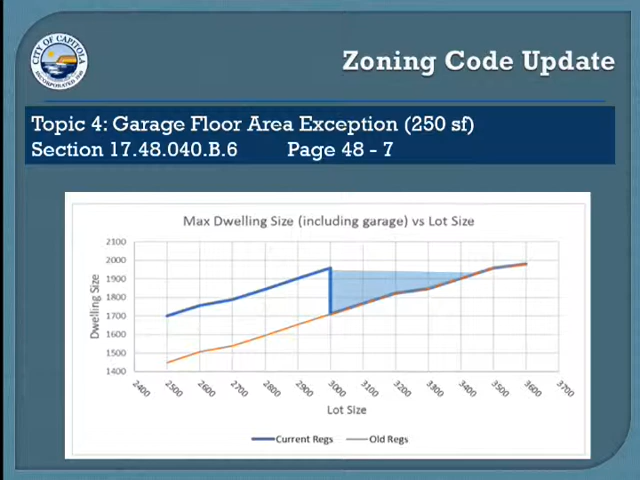 CITY OF CAPITOLA
INCORPORATED 1949
Zoning Code Update
Topic 4: Garage Floor Area Exception (250 sf)
Section 17.48.040.B.6 Page 48 - 7
Max Dwelling Size (including garage) vs Lot Size
2100
2000
1900
1800
1700
1600
1500
1400
Dwelling Size
2400 2500 2600 2700 2800 2900 3000 3100 3200 3300 3400 3500 3600 3700
Lot Size
Current Regs Old Regs